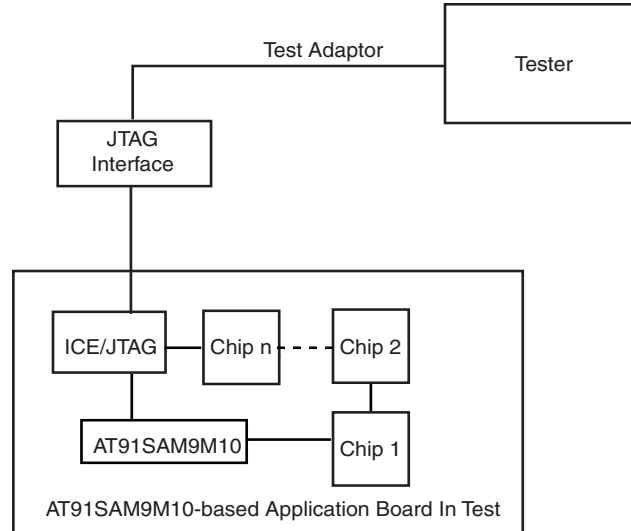 Test Adaptor
Tester
JTAG
Interface
ICE/JTAG
Chip n
Chip 2
AT91SAM9M10
Chip 1
AT91SAM9M10-based Application Board In Test